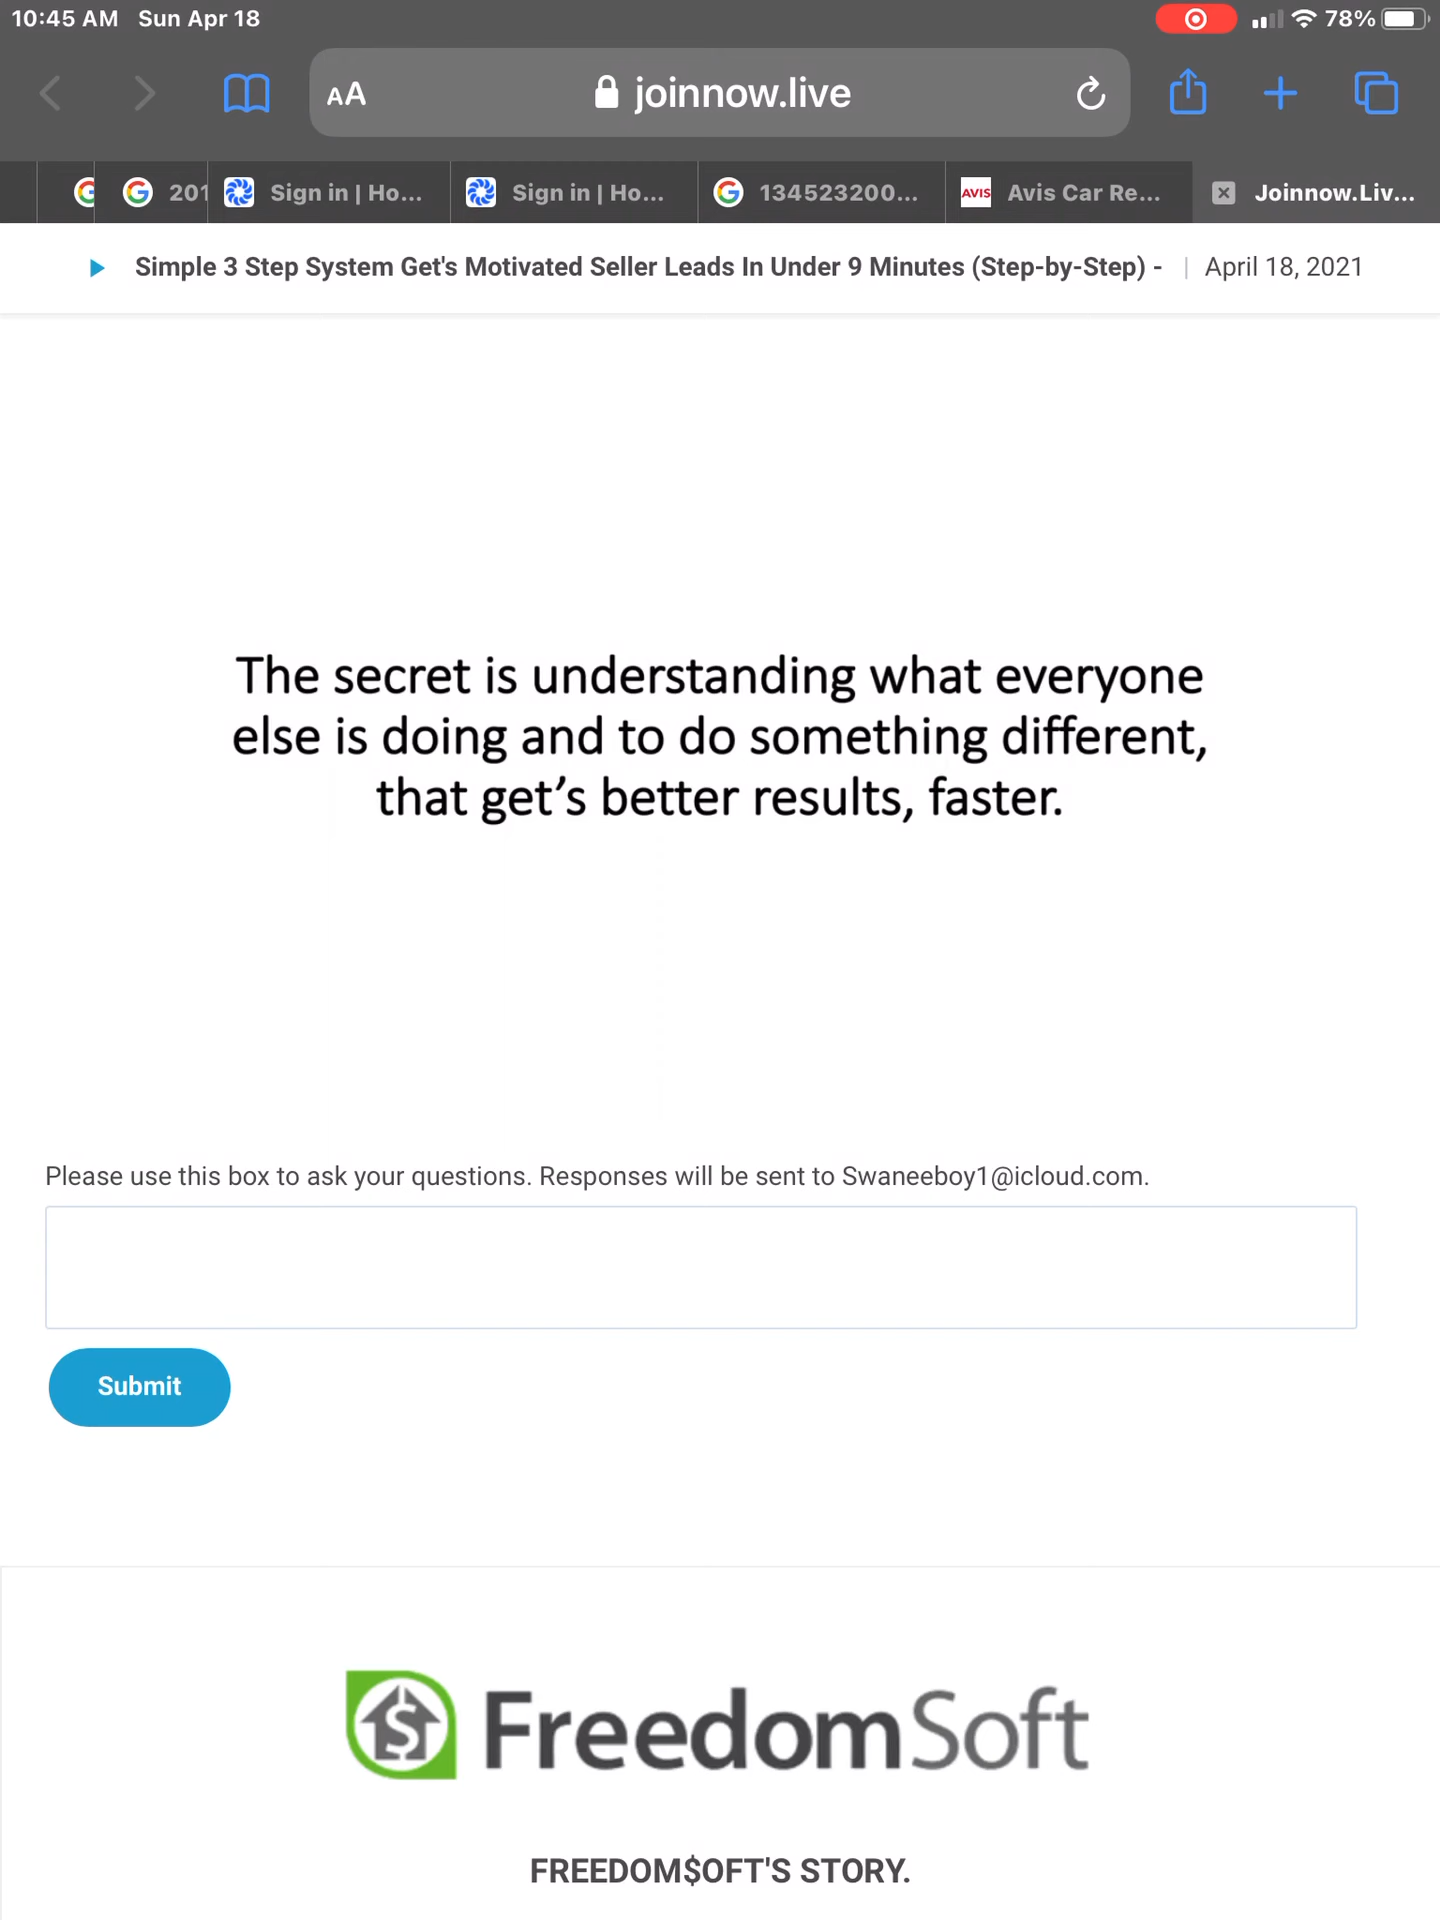 10:45 AM Sun Apr 18 78%
AA joinnow.live
201 Sign in | Ho... Sign in | Ho... 134523200... AVIS Avis Car Re... Joinnow.Liv...
Simple 3 Step System Get's Motivated Seller Leads In Under 9 Minutes (Step-by-Step) - | April 18, 2021
The secret is understanding what everyone
else is doing and to do something different,
that get’s better results, faster.
Please use this box to ask your questions. Responses will be sent to Swaneeboy1@icloud.com.
Submit
FreedomSoft
FREEDOM$OFT'S STORY.